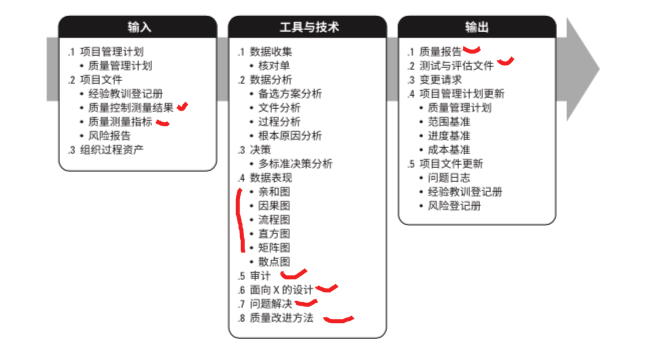 输入
.1 项目管理计划
• 质量管理计划
.2 项目文件
• 经验教训登记册
• 质量控制测量结果
• 质量测量指标
• 风险报告
.3 组织过程资产
工具与技术
.1 数据收集
• 核对单
.2 数据分析
• 备选方案分析
• 文件分析
• 过程分析
• 根本原因分析
.3 决策
• 多标准决策分析
.4 数据表现
• 亲和图
• 因果图
• 流程图
• 直方图
• 矩阵图
• 散点图
.5 审计
.6 面向 X 的设计
.7 问题解决
.8 质量改进方法
输出
.1 质量报告
.2 测试与评估文件
.3 变更请求
.4 项目管理计划更新
• 质量管理计划
• 范围基准
• 进度基准
• 成本基准
.5 项目文件更新
• 问题日志
• 经验教训登记册
• 风险登记册